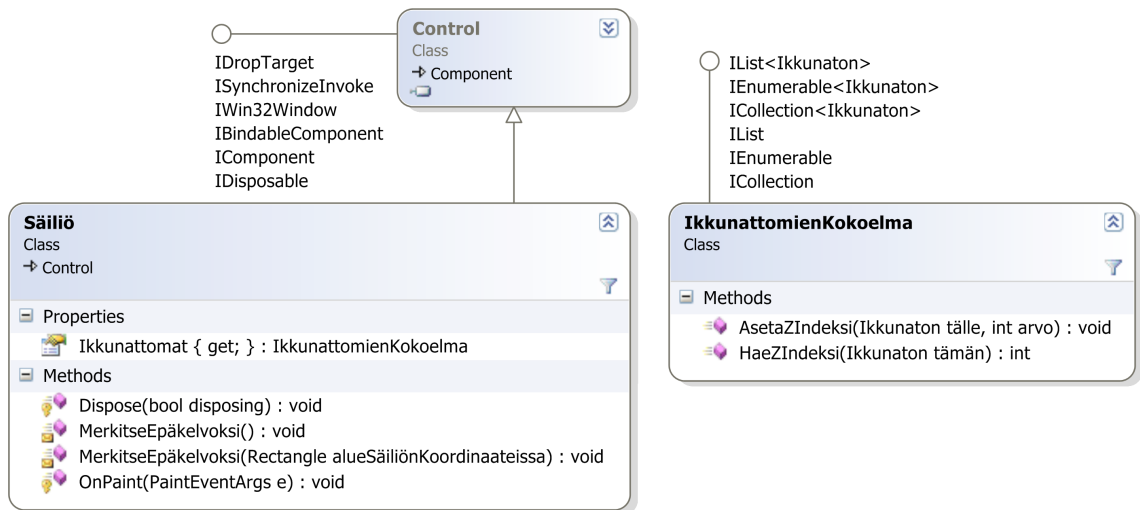 Control
Class
Component
IDropTarget
ISynchronizeInvoke
IWin32Window
IBindableComponent
IComponent
IDisposable
IList<Ikkunaton>
IEnumerable<Ikkunaton>
ICollection<Ikkunaton>
IList
IEnumerable
ICollection
Säiliö
Class
Control
Properties
Ikkunattomat { get; } : IkkunattomienKokoelma
Methods
Dispose(bool disposing) : void
MerkitseEpäkelvoksi() : void
MerkitseEpäkelvoksi(Rectangle alueSäiliönKoordinaateissa) : void
OnPaint(PaintEventArgs e) : void
IkkunattomienKokoelma
Class
Methods
AsetaZIndeksi(Ikkunaton tälle, int arvo) : void
HaeZIndeksi(Ikkunaton tämän) : int